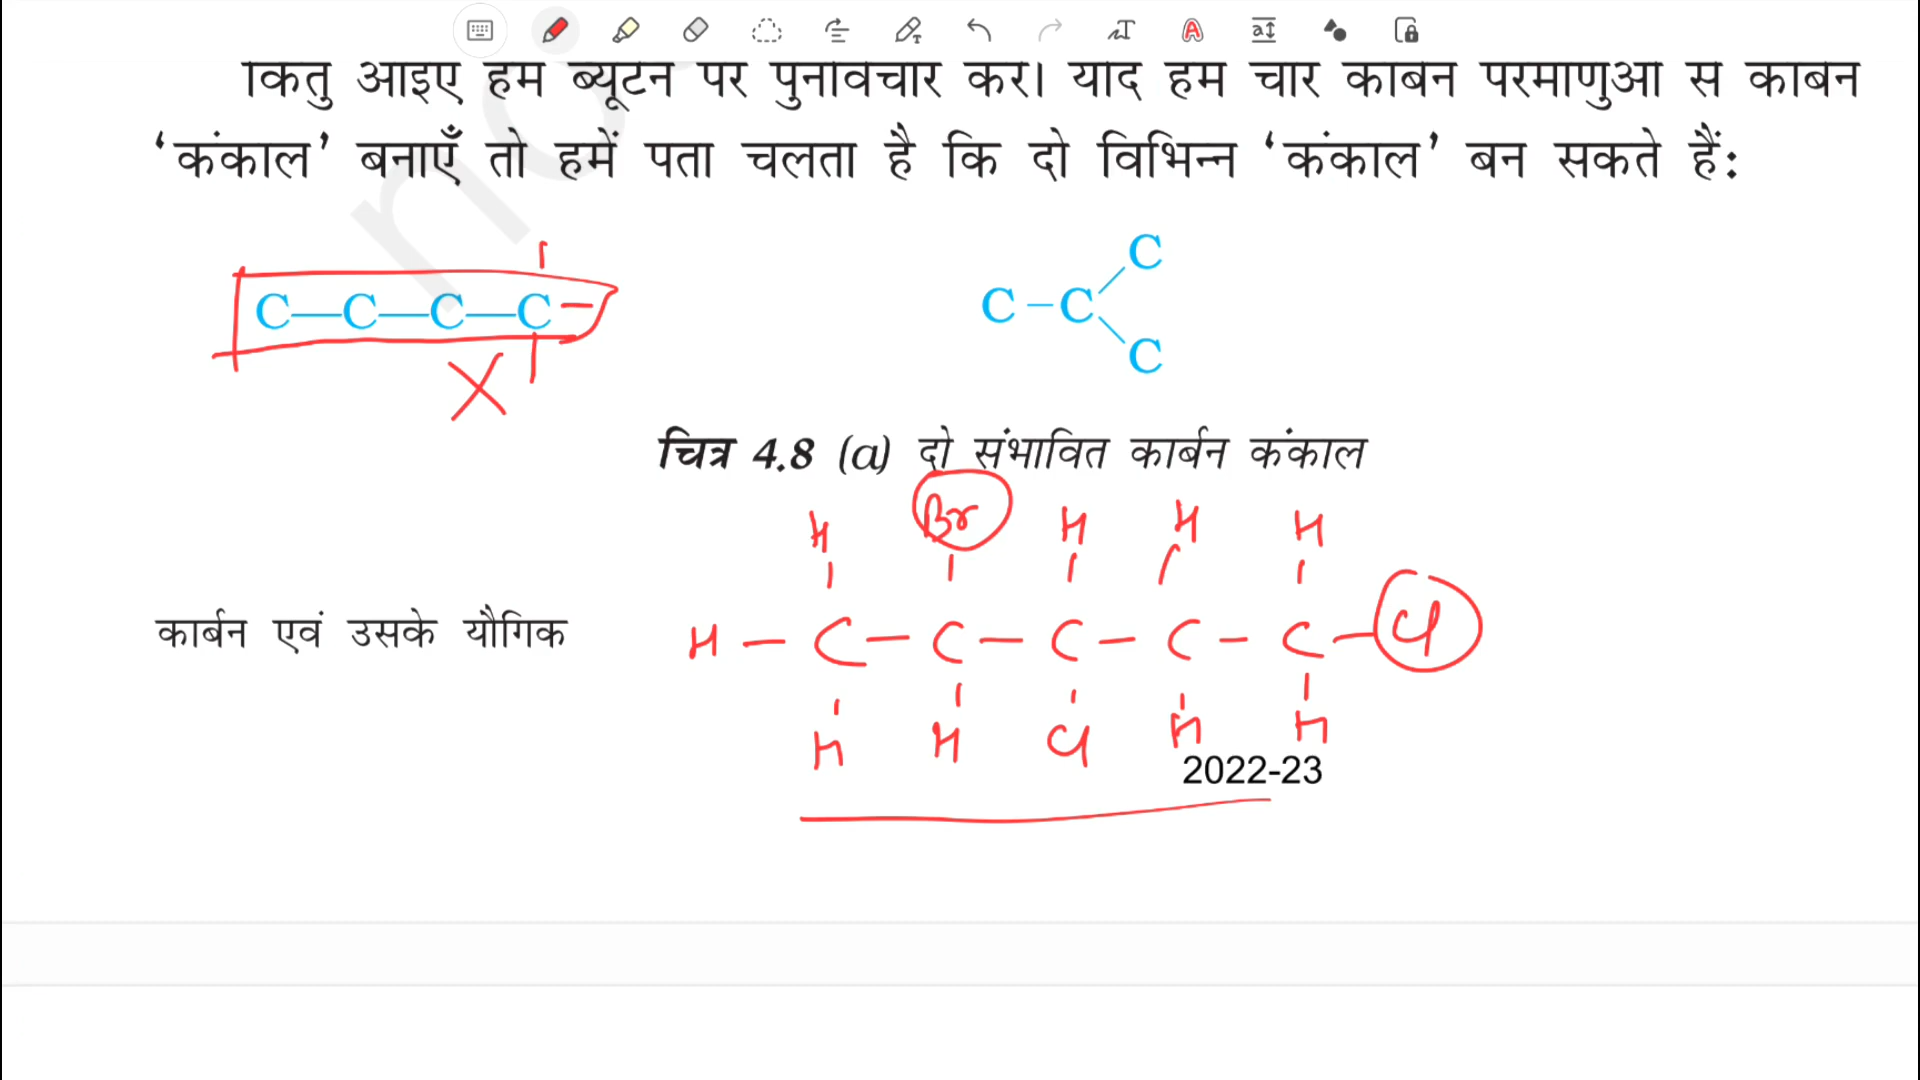 किंतु आइए हम ब्यूटेन पर पुनर्विचार करें। यदि हम चार कार्बन परमाणुओं से कार्बन
‘कंकाल’ बनाएँ तो हमें पता चलता है कि दो विभिन्न ‘कंकाल’ बन सकते हैं:
C
C—C—C—C–
C–C
C
X
चित्र 4.8 (a) दो संभावित कार्बन कंकाल
H Br H H H
कार्बन एवं उसके यौगिक
H – C – C – C – C – C – Cl
H H Cl H H
2022-23